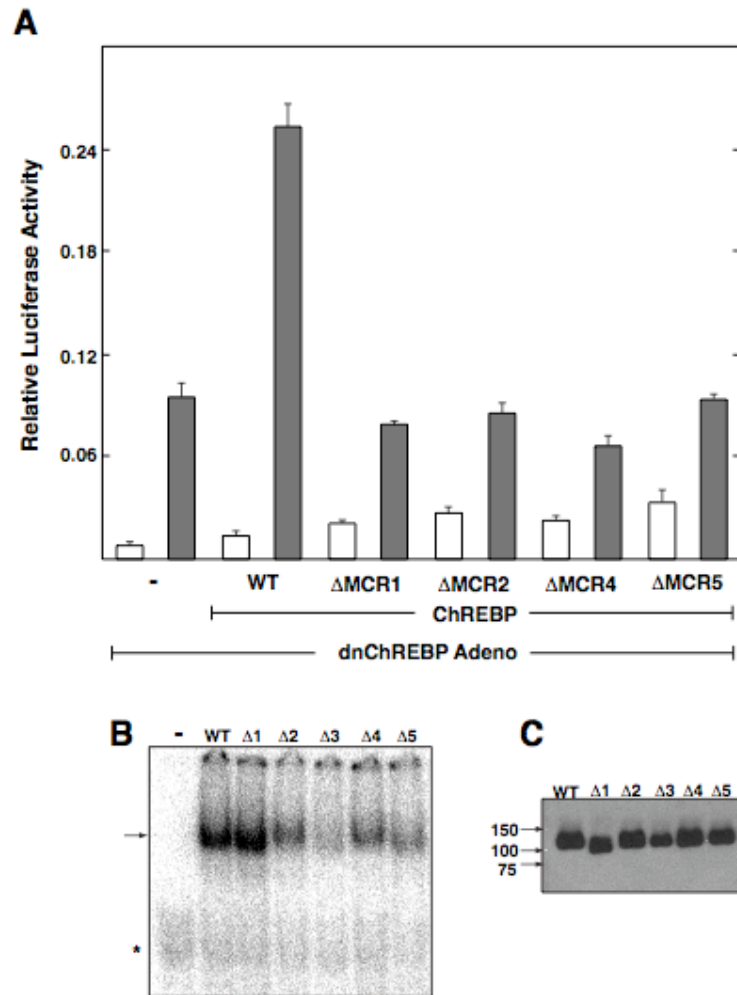 A
Relative Luciferase Activity
0.24
0.18
0.12
0.06
- WT ΔMCR1 ΔMCR2 ΔMCR4 ΔMCR5
ChREBP
dnChREBP Adeno
B
- WT Δ1 Δ2 Δ3 Δ4 Δ5
*
C
WT Δ1 Δ2 Δ3 Δ4 Δ5
150
100
75